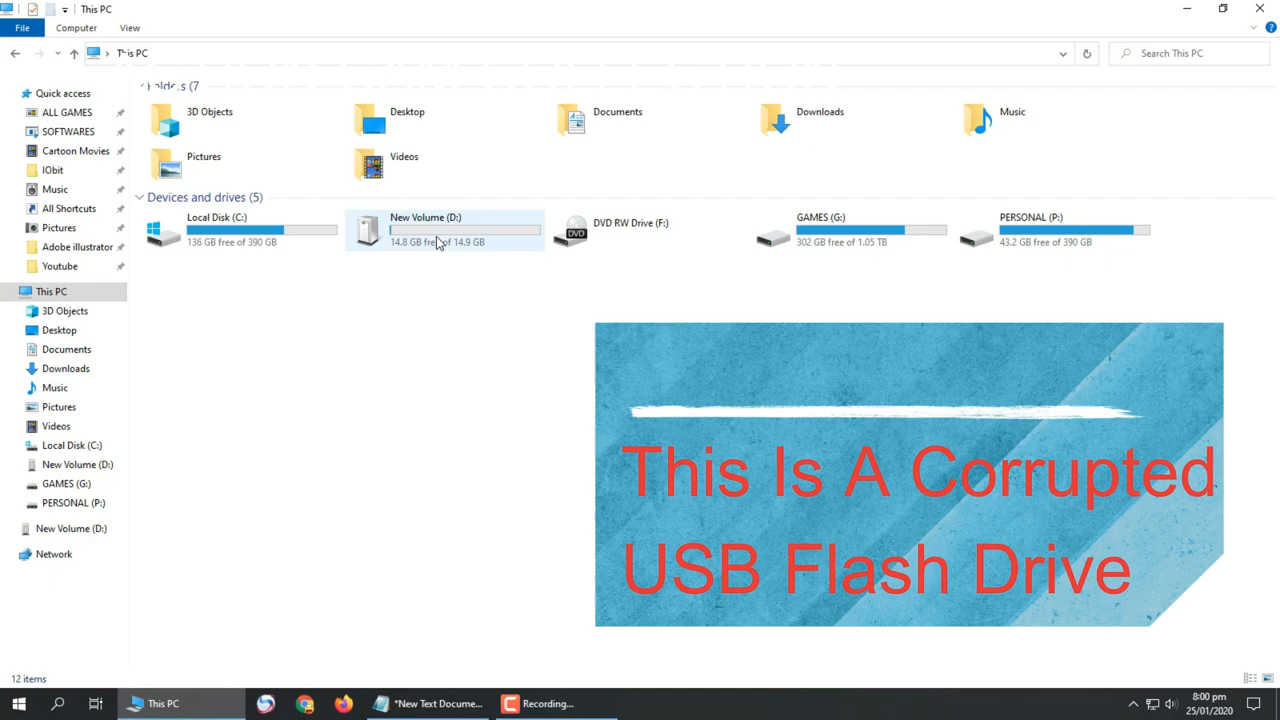 This PC
File
Computer
View
This PC
Search This PC
Quick access
ALL GAMES
SOFTWARES
Cartoon Movies
IObit
Music
All Shortcuts
Pictures
Adobe illustrator
Youtube
This PC
3D Objects
Desktop
Documents
Downloads
Music
Pictures
Videos
Local Disk (C:)
New Volume (D:)
GAMES (G:)
PERSONAL (P:)
New Volume (D:)
Network
3D Objects
Desktop
Documents
Downloads
Music
Pictures
Videos
Devices and drives (5)
Local Disk (C:)
136 GB free of 390 GB
New Volume (D:)
14.8 GB free of 14.9 GB
DVD RW Drive (F:)
DVD
GAMES (G:)
302 GB free of 1.05 TB
PERSONAL (P:)
43.2 GB free of 390 GB
This Is A Corrupted
USB Flash Drive
12 items
This PC
*New Text Docume...
Recording...
8:00 pm
25/01/2020